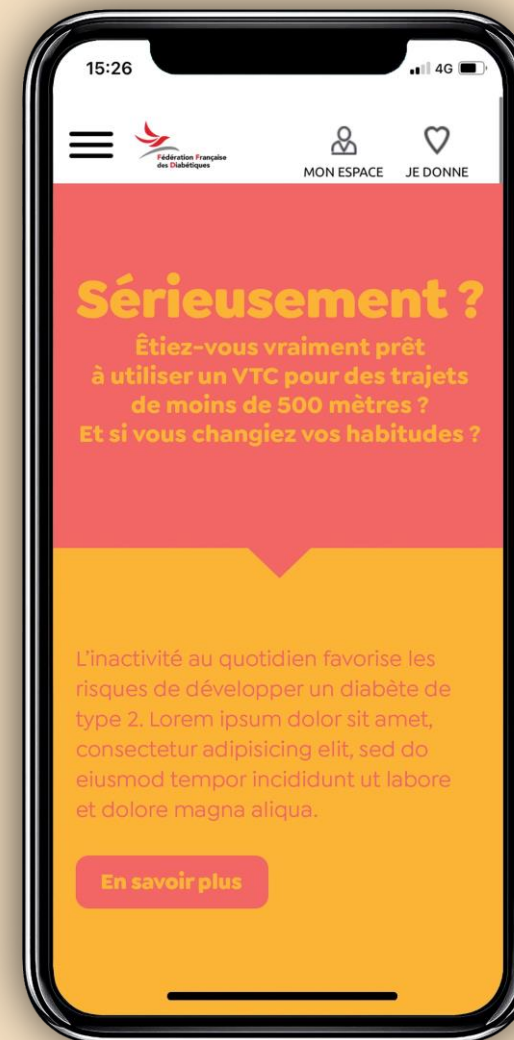 15:26
4G
Fédération Française
des Diabétiques
MON ESPACE
JE DONNE
Sérieusement ?
Êtiez-vous vraiment prêt
à utiliser un VTC pour des trajets
de moins de 500 mètres ?
Et si vous changiez vos habitudes ?
L'inactivité au quotidien favorise les
risques de développer un diabète de
type 2. Lorem ipsum dolor sit amet,
consectetur adipisicing elit, sed do
eiusmod tempor incididunt ut labore
et dolore magna aliqua.
En savoir plus